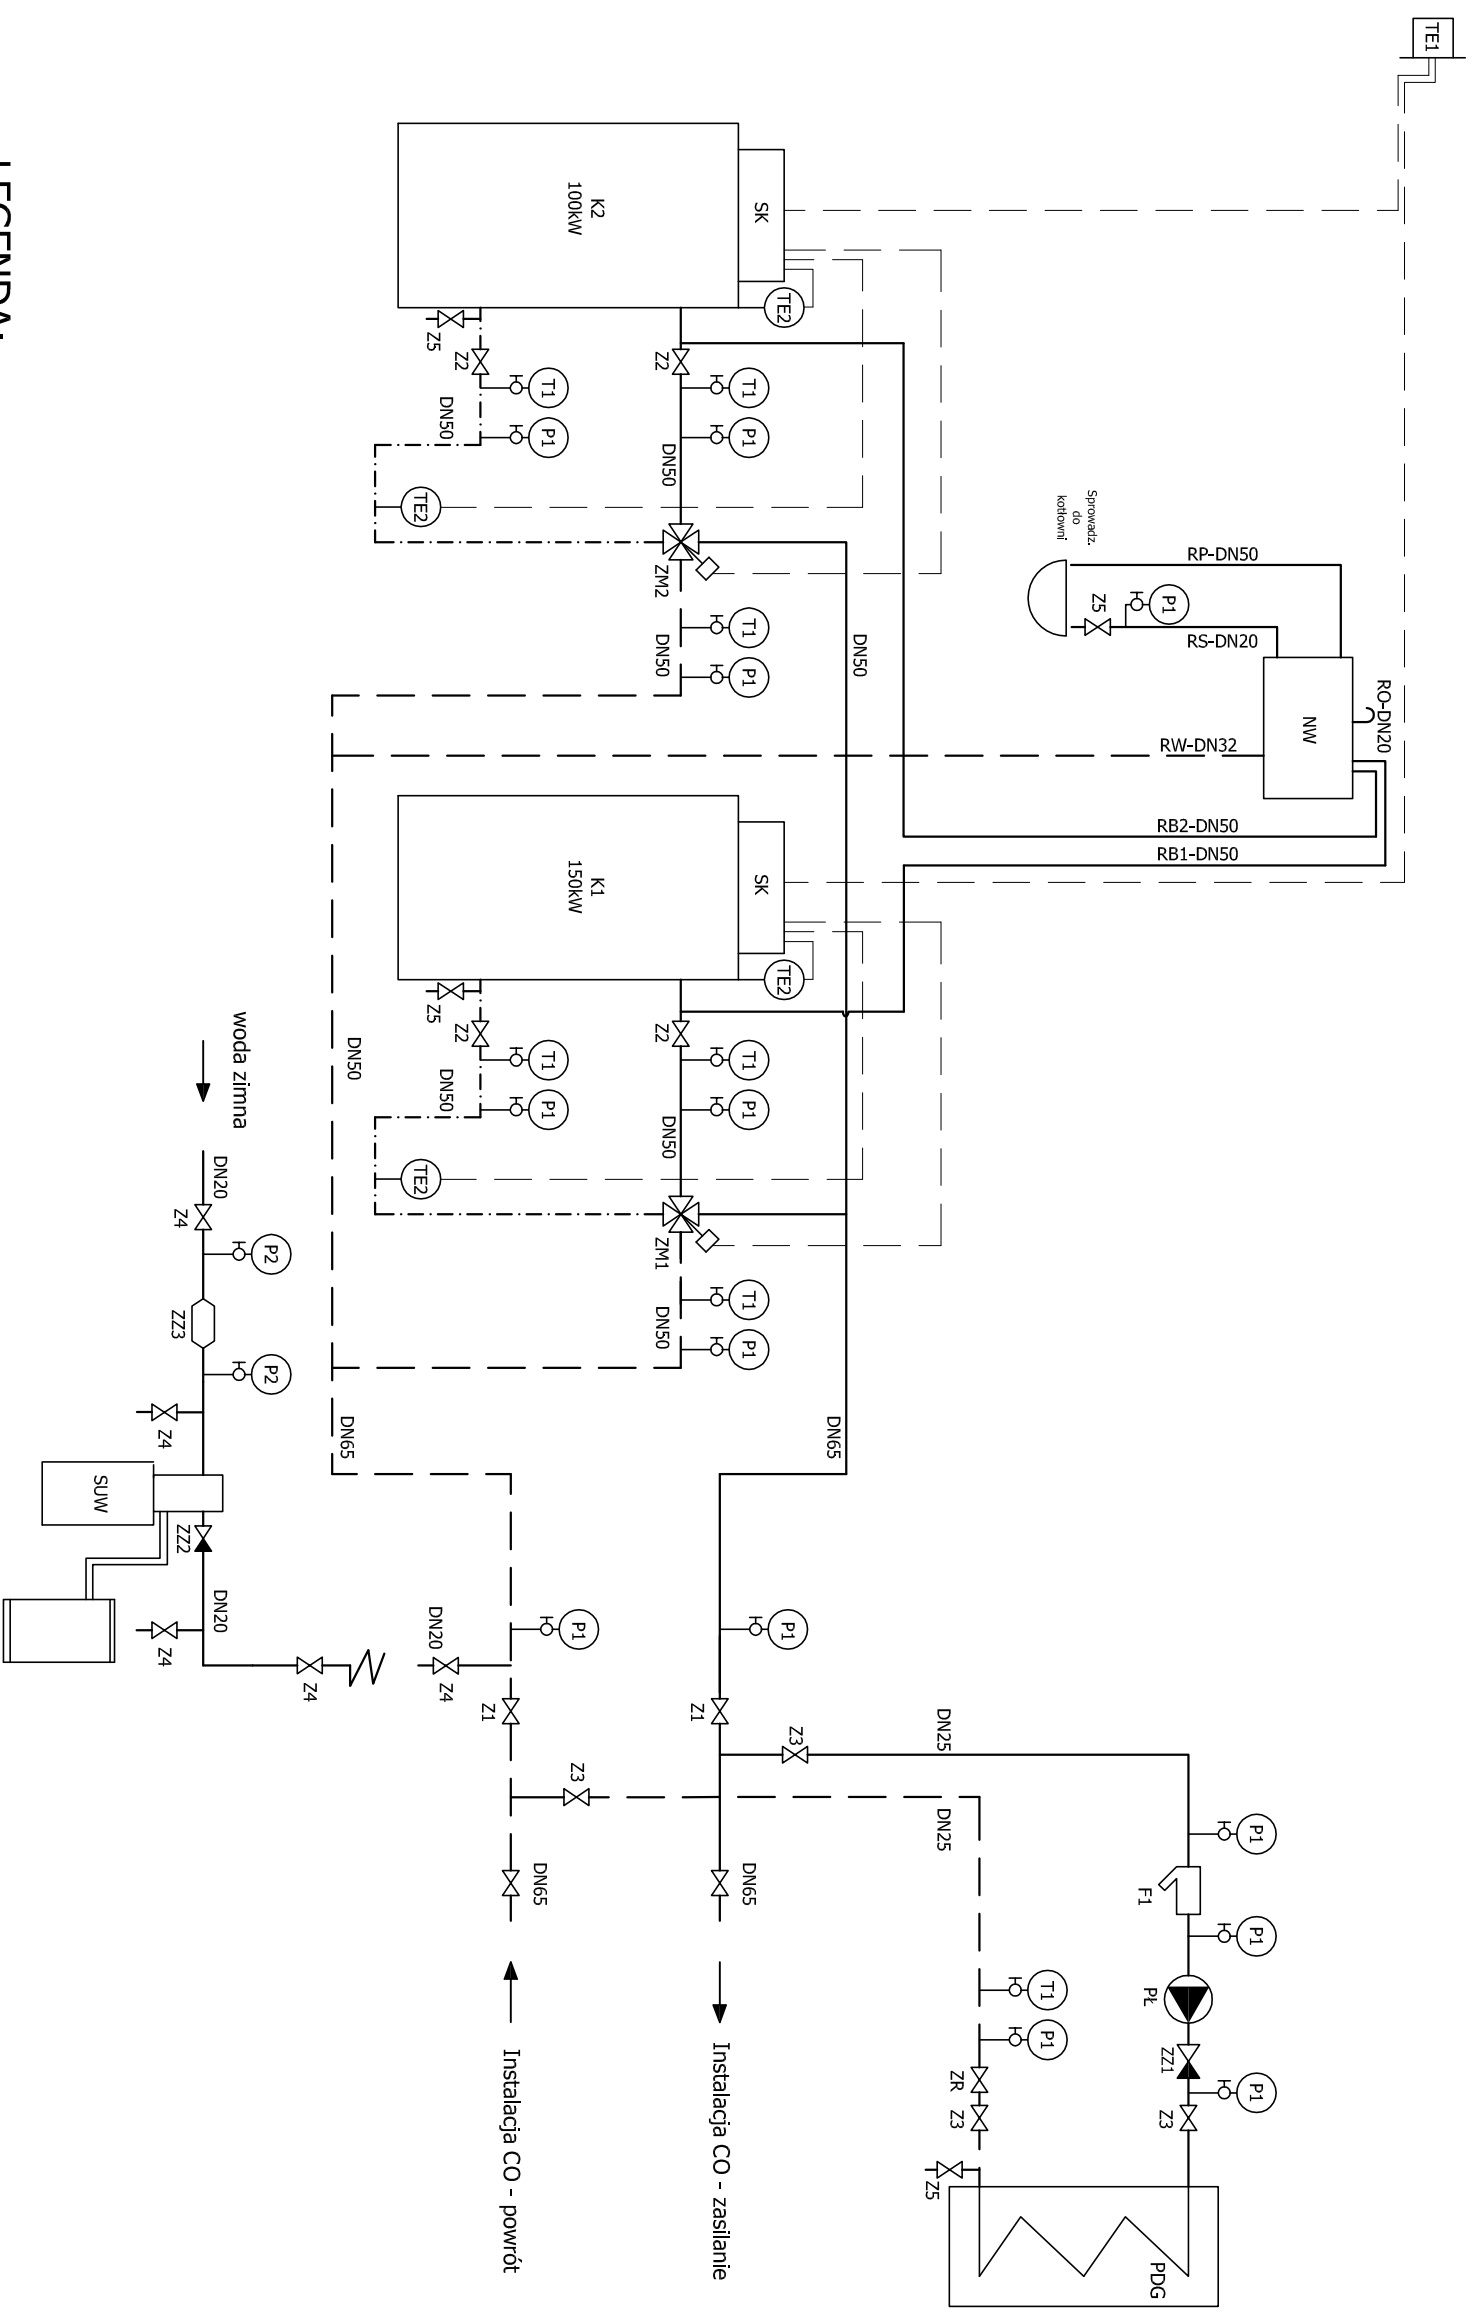 TE1
RO-DN20
NW
RP-DN50
RS-DN20
RW-DN32
RB2-DN50
RB1-DN50
Sprowadz.
do
kotłowni
Z5
P1
P1
P1
P1
F1
PŁ
ZZ1
Z3
PDG
T1
P1
ZR
Z3
Z5
DN25
DN25
SK
TE2
K2
100kW
Z2
T1
P1
DN50
Z5
Z2
T1
P1
DN50
TE2
ZM2
T1
P1
DN50
DN50
SK
TE2
K1
150kW
Z2
T1
P1
DN50
Z5
Z2
T1
P1
DN50
TE2
ZM1
T1
P1
DN50
DN65
P1
Z1
Z3
DN65
Instalacja CO - zasilanie
DN50
DN65
P1
DN20
Z4
Z1
Z3
DN65
Instalacja CO - powrót
woda zimna
DN20
Z4
P2
ZZ3
P2
Z4
SUW
ZZ2
DN20
Z4
Z4
LEGENDA: